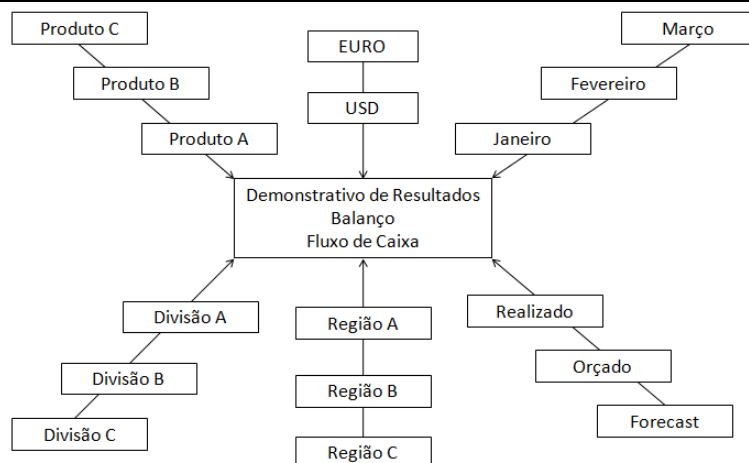 Produto C
EURO
Março
Produto B
Fevereiro
USD
Produto A
Janeiro
Demonstrativo de Resultados
Balanço
Fluxo de Caixa
Divisão A
Região A
Realizado
Divisão B
Região B
Orçado
Divisão C
Região C
Forecast